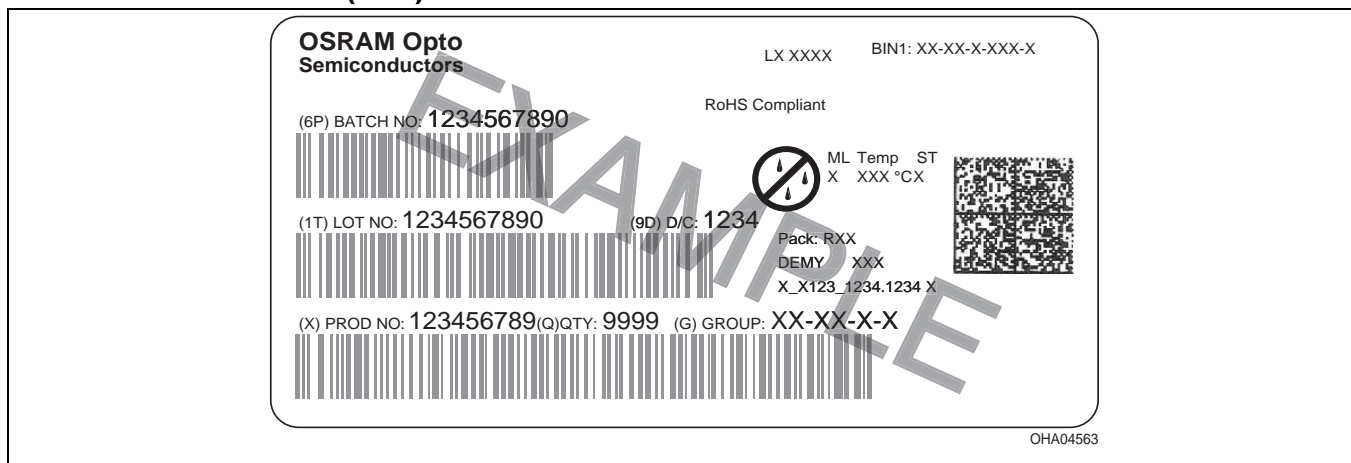 OSRAM Opto
Semiconductors
LX XXXX
BIN1: XX-XX-X-XXX-X
RoHS Compliant
(6P) BATCH NO: 1234567890
ML Temp ST
X XXX °C X
(1T) LOT NO: 1234567890 (9D) D/C: 1234
Pack: RXX
DEMY XXX
X_X123_1234.1234 X
(X) PROD NO: 123456789(Q)QTY: 9999 (G) GROUP: XX-XX-X-X
EXAMPLE
OHA04563